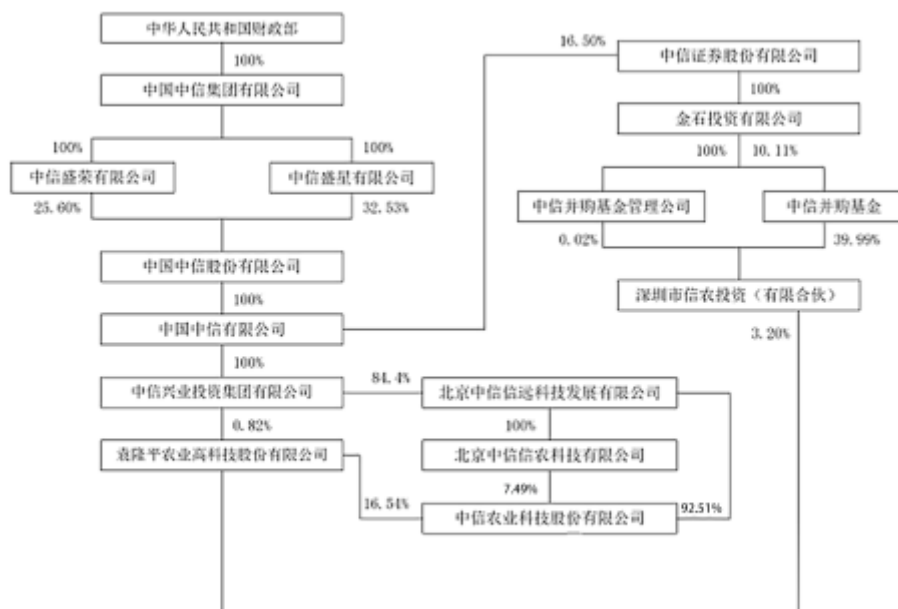 中华人民共和国财政部
100%
中国中信集团有限公司
100%
100%
中信盛荣有限公司
中信盛星有限公司
25.60%
32.53%
中国中信股份有限公司
100%
中国中信有限公司
100%
中信兴业投资集团有限公司
0.82%
袁隆平农业高科技股份有限公司
16.50%
中信证券股份有限公司
100%
金石投资有限公司
100%
10.11%
中信并购基金管理公司
中信并购基金
0.02%
39.99%
深圳市信农投资（有限合伙）
3.20%
84.4%
北京中信信远科技发展有限公司
100%
北京中信信农科技有限公司
7.49%
16.54%
92.51%
中信农业科技股份有限公司